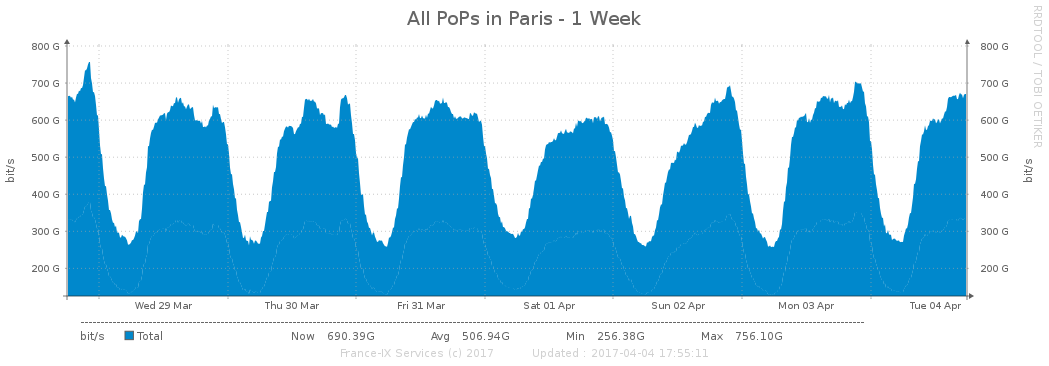 All PoPs in Paris - 1 Week
RRDTOOL / TOBI OETIKER
800 G 800 G
700 G 700 G
600 G 600 G
500 G 500 G
400 G 400 G
300 G 300 G
200 G 200 G
bit/s bit/s
Wed 29 Mar Thu 30 Mar Fri 31 Mar Sat 01 Apr Sun 02 Apr Mon 03 Apr Tue 04 Apr
bit/s Total Now 690.39G Avg 506.94G Min 256.38G Max 756.10G
France-IX Services (c) 2017 Updated : 2017-04-04 17:55:11